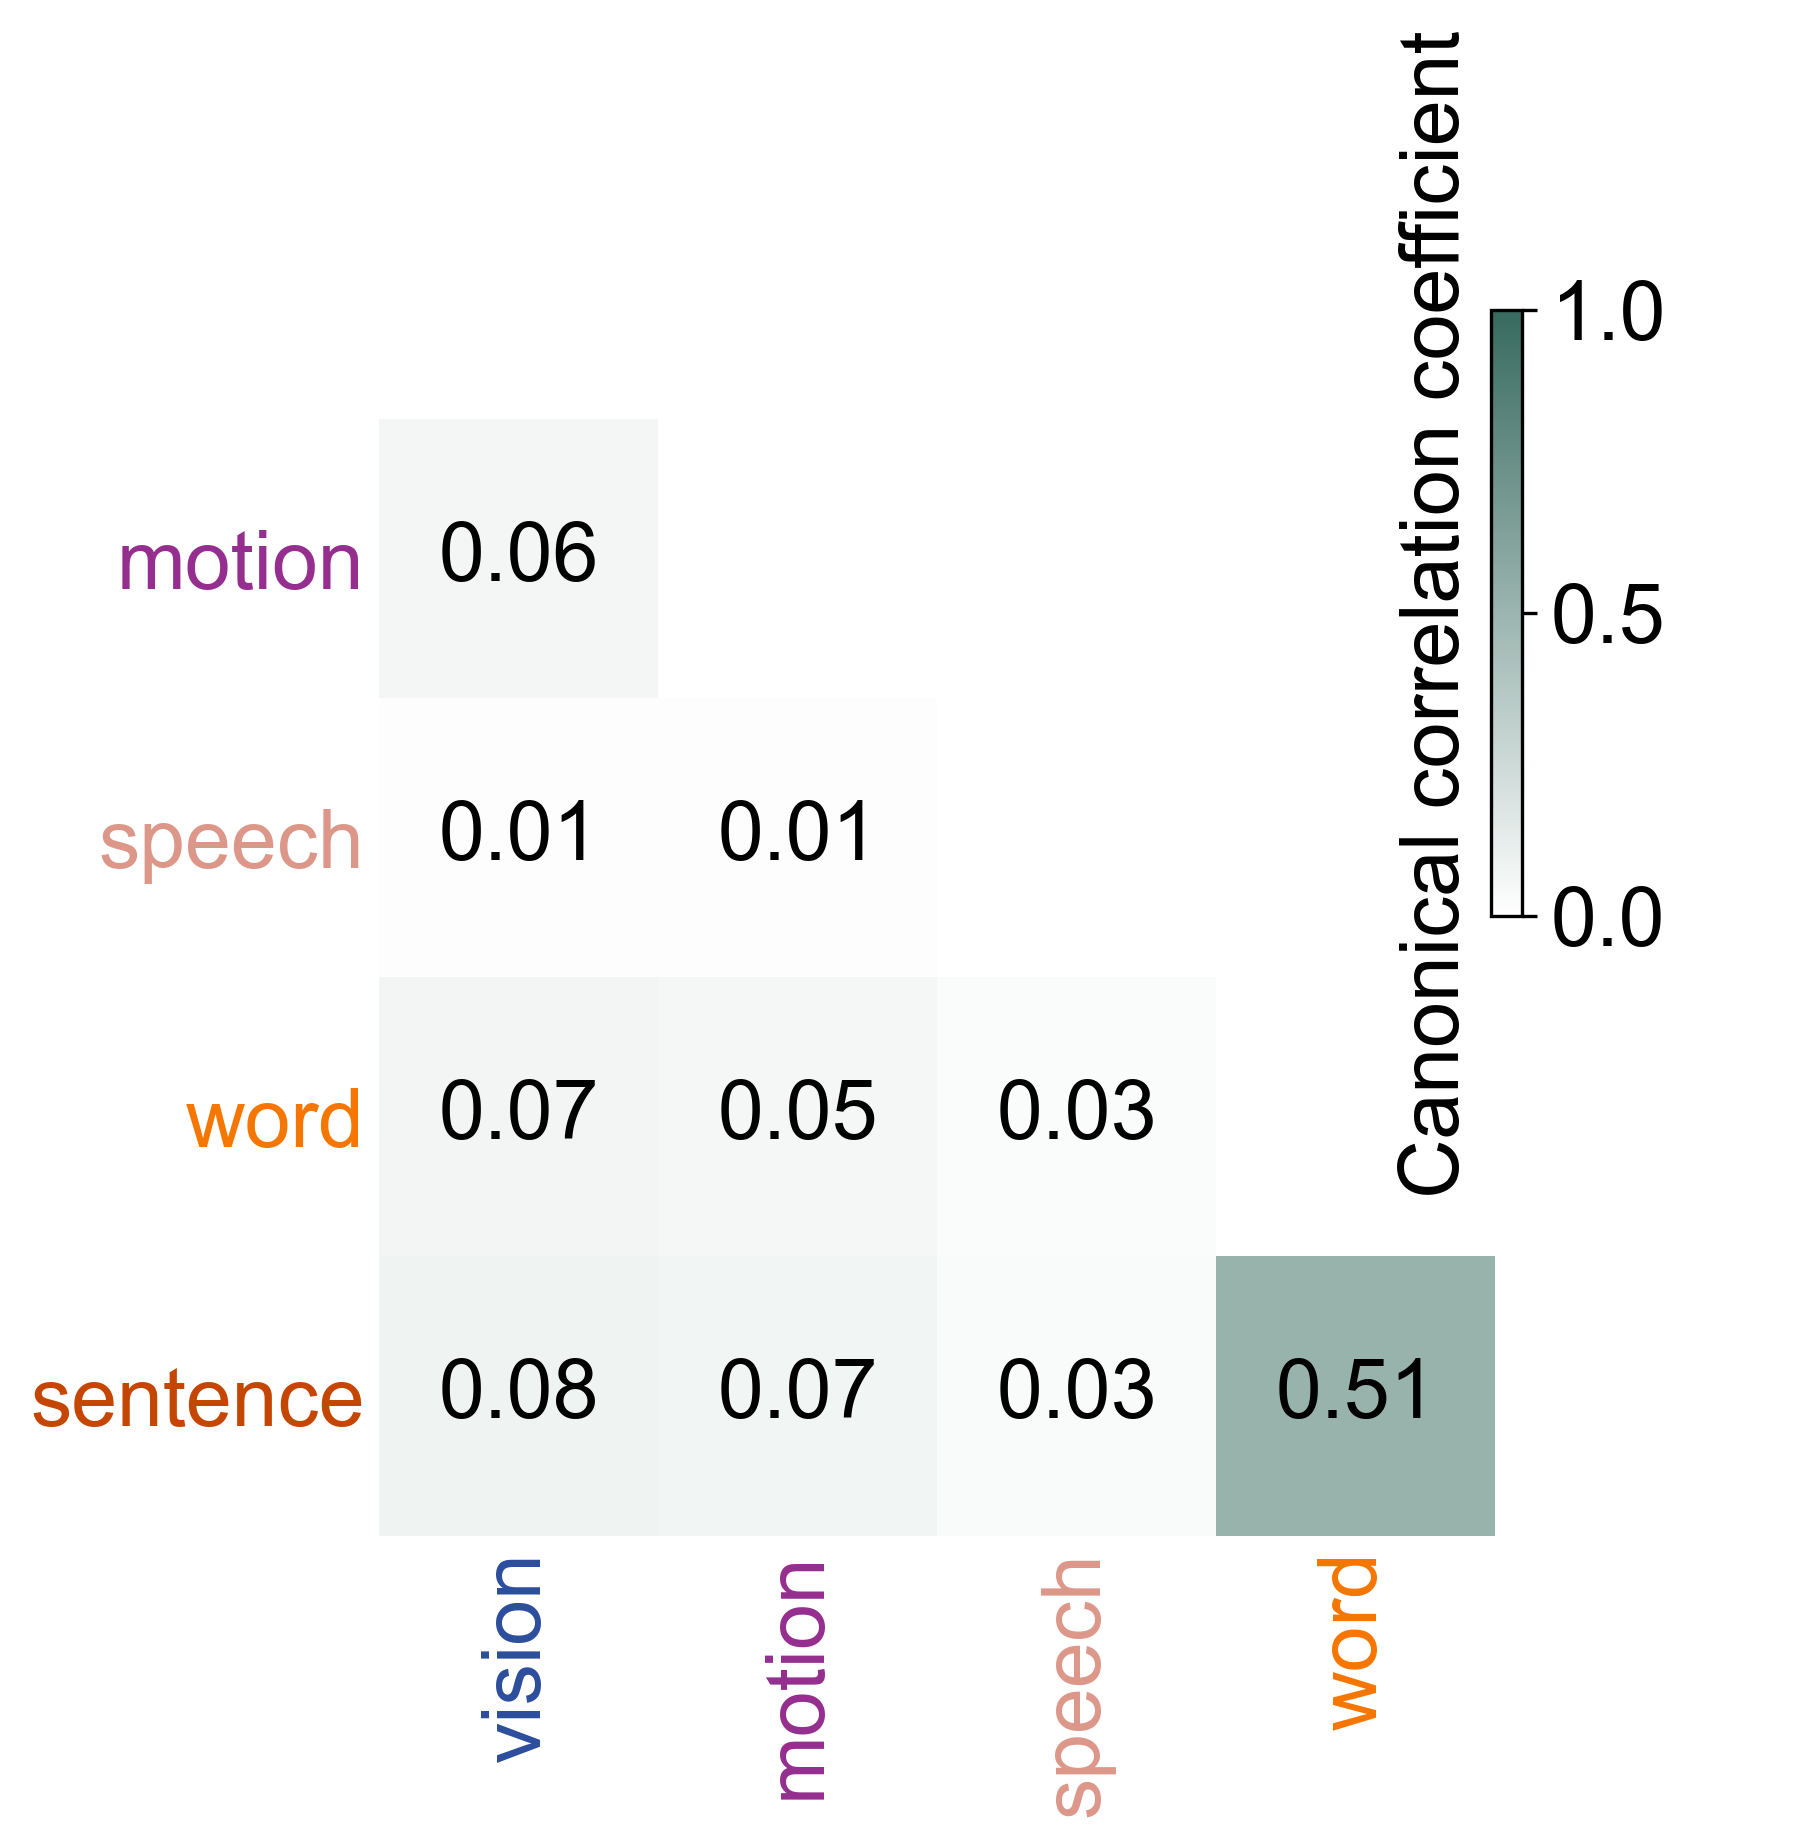 Canonical correlation coefficient
1.0
0.5
0.0
motion 0.06
speech 0.01 0.01
word 0.07 0.05 0.03
sentence 0.08 0.07 0.03 0.51
vision
motion
speech
word